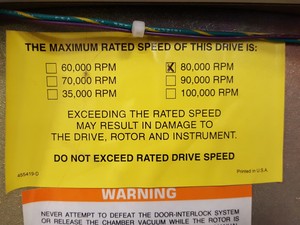 THE MAXIMUM RATED SPEED OF THIS DRIVE IS:
60,000 RPM
80,000 RPM
70,000 RPM
90,000 RPM
35,000 RPM
100,000 RPM
EXCEEDING THE RATED SPEED
MAY RESULT IN DAMAGE TO
THE DRIVE, ROTOR AND INSTRUMENT.
DO NOT EXCEED RATED DRIVE SPEED
Printed in U.S.A.
WARNING
NEVER ATTEMPT TO DEFEAT THE DOOR-INTERLOCK SYSTEM
OR RELEASE THE CHAMBER VACUUM WHILE THE ROTOR IS